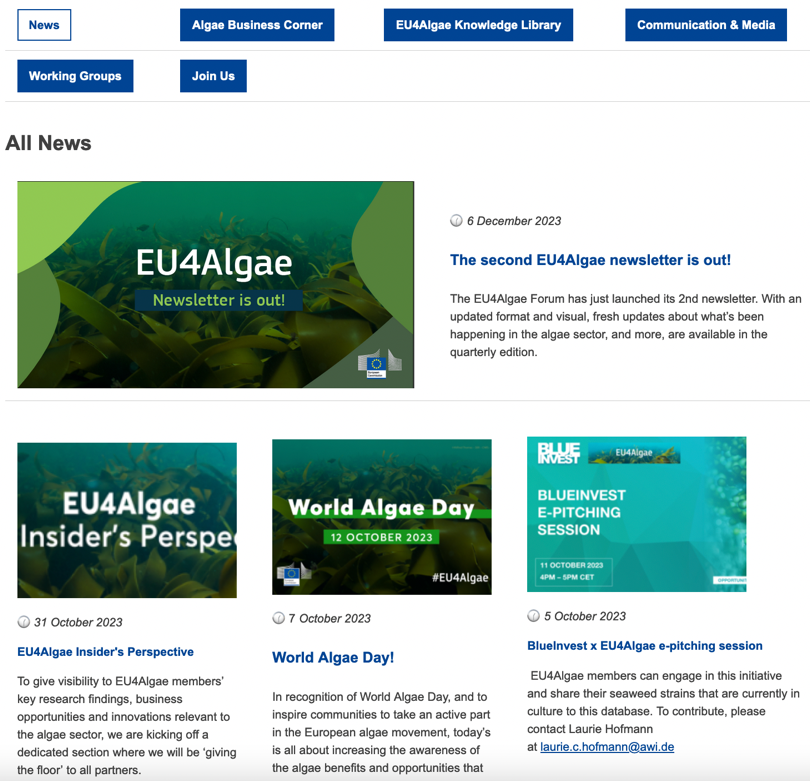 News
Algae Business Corner
EU4Algae Knowledge Library
Communication & Media
Working Groups
Join Us
All News
EU4Algae
Newsletter is out!
European
Commission
6 December 2023
The second EU4Algae newsletter is out!
The EU4Algae Forum has just launched its 2nd newsletter. With an
updated format and visual, fresh updates about what's been
happening in the algae sector, and more, are available in the
quarterly edition.
EU4Algae
Insider's Perspe
31 October 2023
EU4Algae Insider's Perspective
To give visibility to EU4Algae members'
key research findings, business
opportunities and innovations relevant to
the algae sector, we are kicking off a
dedicated section where we will be 'giving
the floor' to all partners.
World Algae Day
12 OCTOBER 2023
#EU4Algae
7 October 2023
World Algae Day!
In recognition of World Algae Day, and to
inspire communities to take an active part
in the European algae movement, today's
is all about increasing the awareness of
the algae benefits and opportunities that
BLUE
INVEST
EU4Algae
BLUEINVEST
E-PITCHING
SESSION
11 OCTOBER 2023
4PM – 5PM CET
OPPORTUNI
5 October 2023
BlueInvest x EU4Algae e-pitching session
EU4Algae members can engage in this initiative
and share their seaweed strains that are currently in
culture to this database. To contribute, please
contact Laurie Hofmann
at laurie.c.hofmann@awi.de